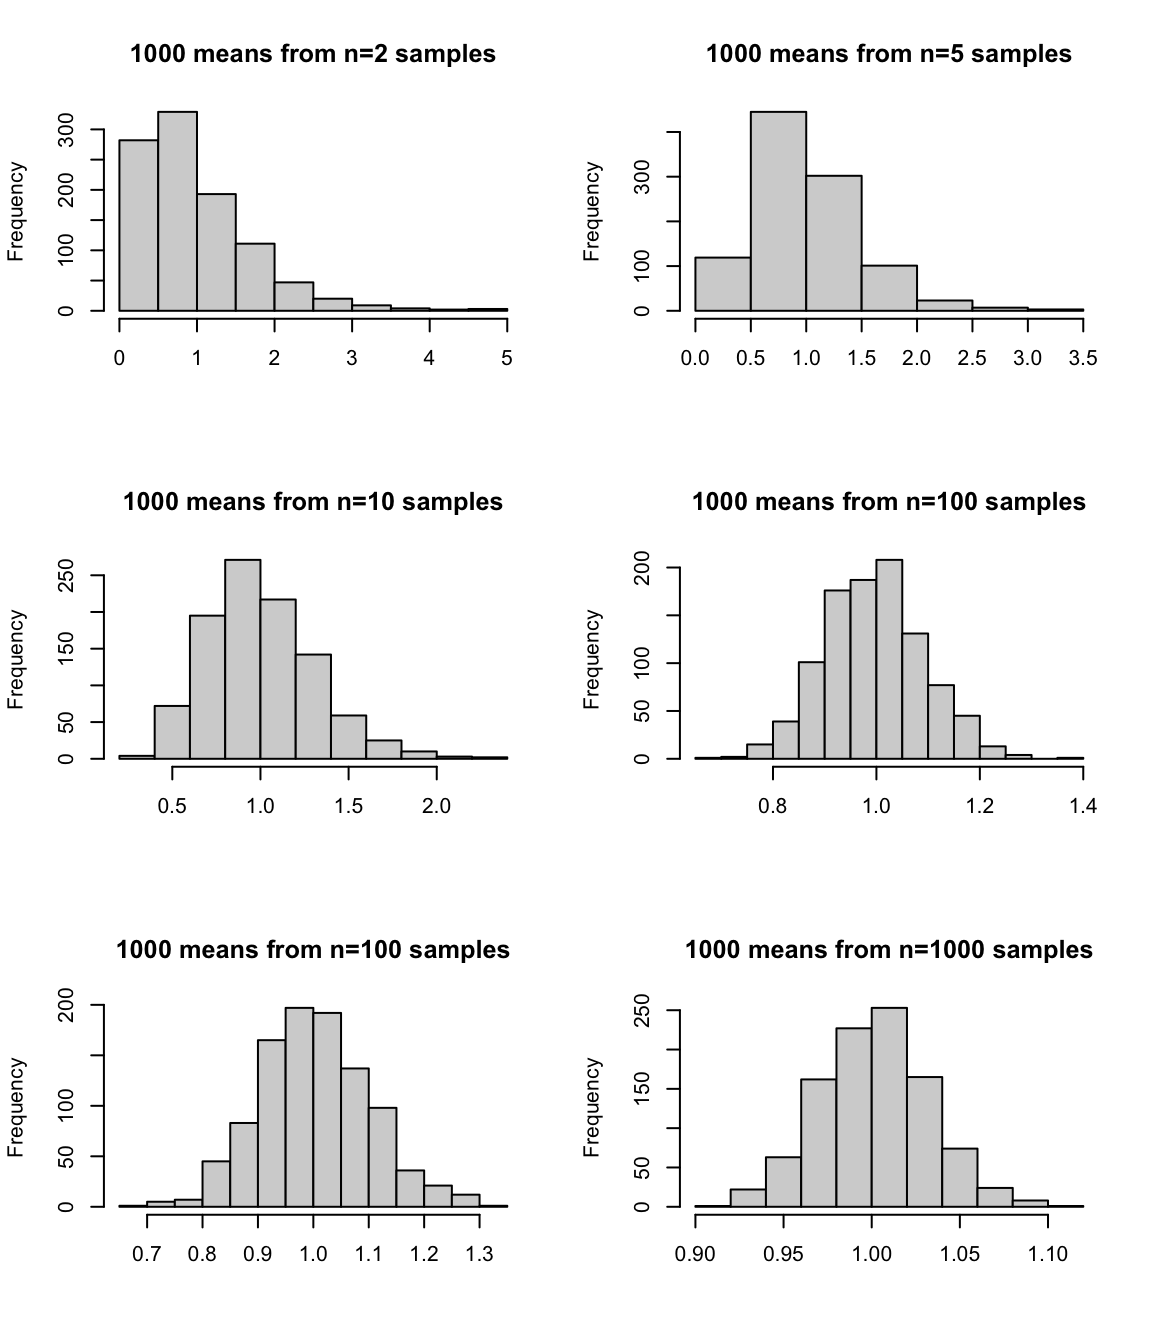 1000 means from n=2 samples
Frequency
0 100 200 300
0 1 2 3 4 5
1000 means from n=5 samples
Frequency
0 100 300
0.0 0.5 1.0 1.5 2.0 2.5 3.0 3.5
1000 means from n=10 samples
Frequency
0 50 150 250
0.5 1.0 1.5 2.0
1000 means from n=100 samples
Frequency
0 50 100 200
0.8 1.0 1.2 1.4
1000 means from n=100 samples
Frequency
0 50 100 200
0.7 0.8 0.9 1.0 1.1 1.2 1.3
1000 means from n=1000 samples
Frequency
0 50 150 250
0.90 0.95 1.00 1.05 1.10